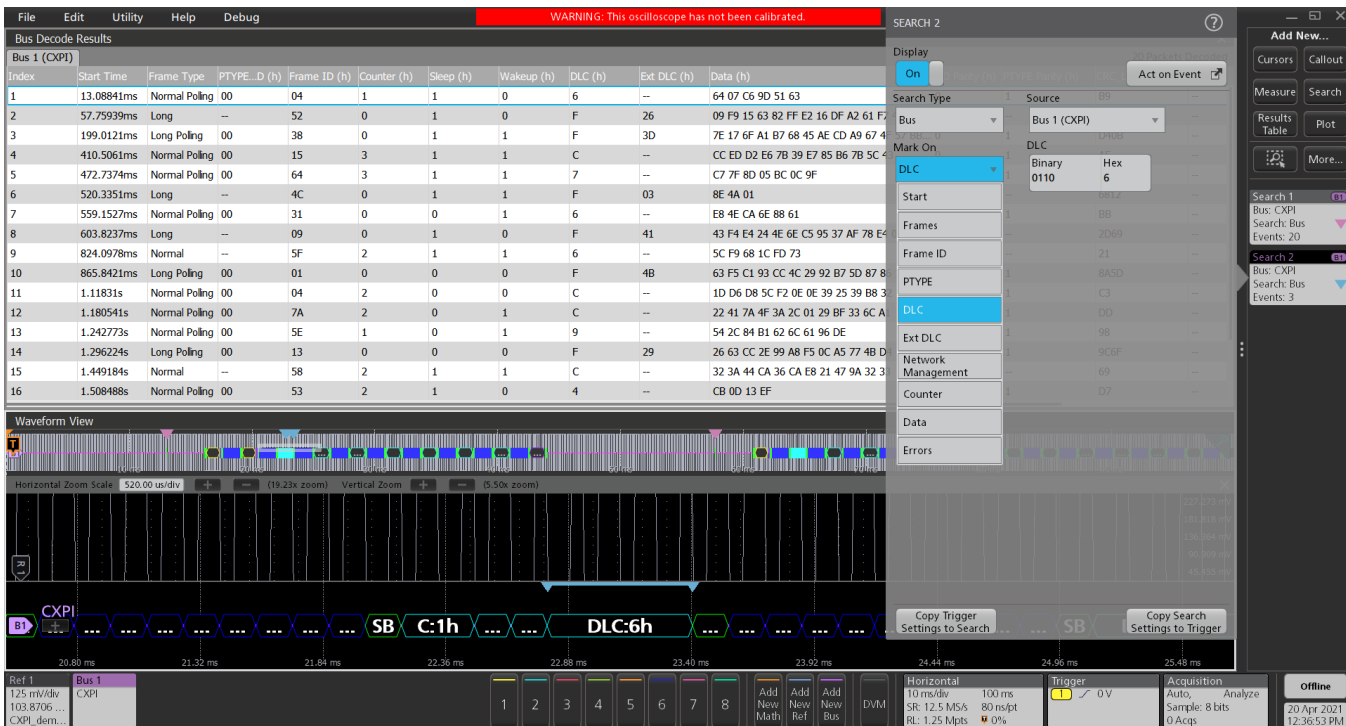 File Edit Utility Help Debug
WARNING: This oscilloscope has not been calibrated.
Bus Decode Results
Bus 1 (CXPI)
Index Start Time Frame Type PTYPE...D (h) Frame ID (h) Counter (h) Sleep (h) Wakeup (h) DLC (h) Ext DLC (h) Data (h)
1 13.08841ms Normal Poling 00 04 1 1 0 6 -- 64 07 C6 9D 51 63
2 57.75939ms Long -- 52 0 1 0 F 26 09 F9 15 63 82 FF E2 16 DF A2 61
3 199.0121ms Long Poling 00 38 0 1 1 F 3D 7E 17 6F A1 B7 68 45 AE CD A9 67
4 410.5061ms Normal Poling 00 15 3 1 1 C -- CC ED D2 E6 7B 39 E7 85 B6 7B 5C
5 472.7374ms Normal Poling 00 64 3 1 1 7 -- C7 7F 8D 05 BC 0C 9F
6 520.3351ms Long -- 4C 0 1 0 F 03 8E 4A 01
7 559.1527ms Normal Poling 00 31 0 0 1 6 -- E8 4E CA 6E 88 61
8 603.8237ms Long -- 09 0 0 1 F 41 43 F4 E4 24 4E 6E C5 95 37 AF 78 E4
9 824.0978ms Normal -- 5F 2 1 1 6 -- 5C F9 68 1C FD 73
10 865.8421ms Long Poling 00 01 0 0 0 F 4B 63 F5 C1 93 CC 4C 29 92 B7 5D 87
11 1.11831s Normal Poling 00 04 2 0 0 C -- 1D D6 D8 5C F2 0E 0E 39 25 39 B8
12 1.180541s Normal Poling 00 7A 2 0 1 C -- 22 41 7A 4F 3A 2C 01 29 BF 33 6C
13 1.242773s Normal Poling 00 5E 1 0 1 9 -- 54 2C 84 B1 62 6C 61 96 DE
14 1.296224s Long Poling 00 13 0 0 0 F 29 26 63 CC 2E 99 A8 F5 0C A5 77 4B
15 1.449184s Normal -- 58 2 1 1 C -- 32 3A 44 CA 36 CA E8 21 47 9A 32
16 1.508488s Normal Poling 00 53 2 1 0 4 -- CB 0D 13 EF
SEARCH 2
Display
On
Act on Event
Search Type Source
Bus Bus 1 (CXPI)
Mark On DLC
DLC
Binary Hex
0110 6
Start
Frames
Frame ID
PTYPE
DLC
Ext DLC
Network
Management
Counter
Data
Errors
Copy Trigger
Settings to Search
Copy Search
Settings to Trigger
Add New...
Cursors Callout
Measure Search
Results
Table
Plot
More...
Search 1 B1
Bus: CXPI
Search: Bus
Events: 20
Search 2 B1
Bus: CXPI
Search: Bus
Events: 3
Waveform View
Horizontal Zoom Scale 520.00 us/div + - (19.23x zoom) Vertical Zoom + - (5.50x zoom)
CXPI
B1 + ... ... ... ... ... ... ... SB C:1h ... ... DLC:6h ... ... ... ... SB
20.80 ms 21.32 ms 21.84 ms 22.36 ms 22.88 ms 23.40 ms 23.92 ms 24.44 ms 24.96 ms 25.48 ms
Ref 1
125 mV/div
103.8706 ...
CXPI_dem...
Bus 1
CXPI
1 2 3 4 5 6 7 8
Add
New
Math
Add
New
Ref
Add
New
Bus
DVM
Horizontal
10 ms/div 100 ms
SR: 12.5 MS/s 80 ns/pt
RL: 1.25 Mpts 0%
Trigger
1 0 V
Acquisition
Auto, Analyze
Sample: 8 bits
0 Acqs
Offline
20 Apr 2021
12:36:53 PM